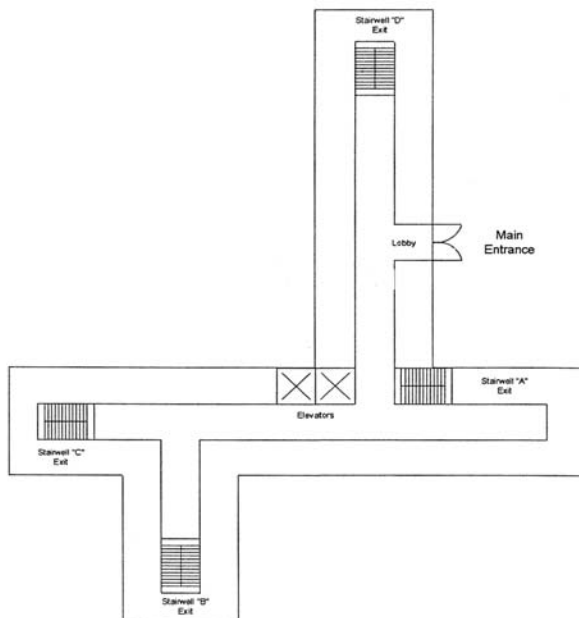 Stairwell "D"
Exit
Lobby
Main
Entrance
Stairwell "A"
Exit
Elevators
Stairwell "C"
Exit
Stairwell "B"
Exit